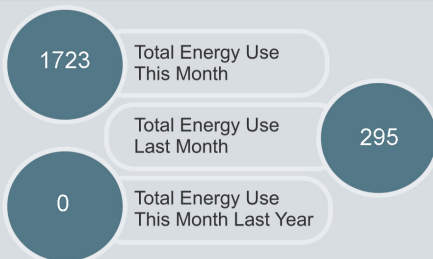 1723
Total Energy Use
This Month
Total Energy Use
Last Month
295
0
Total Energy Use
This Month Last Year